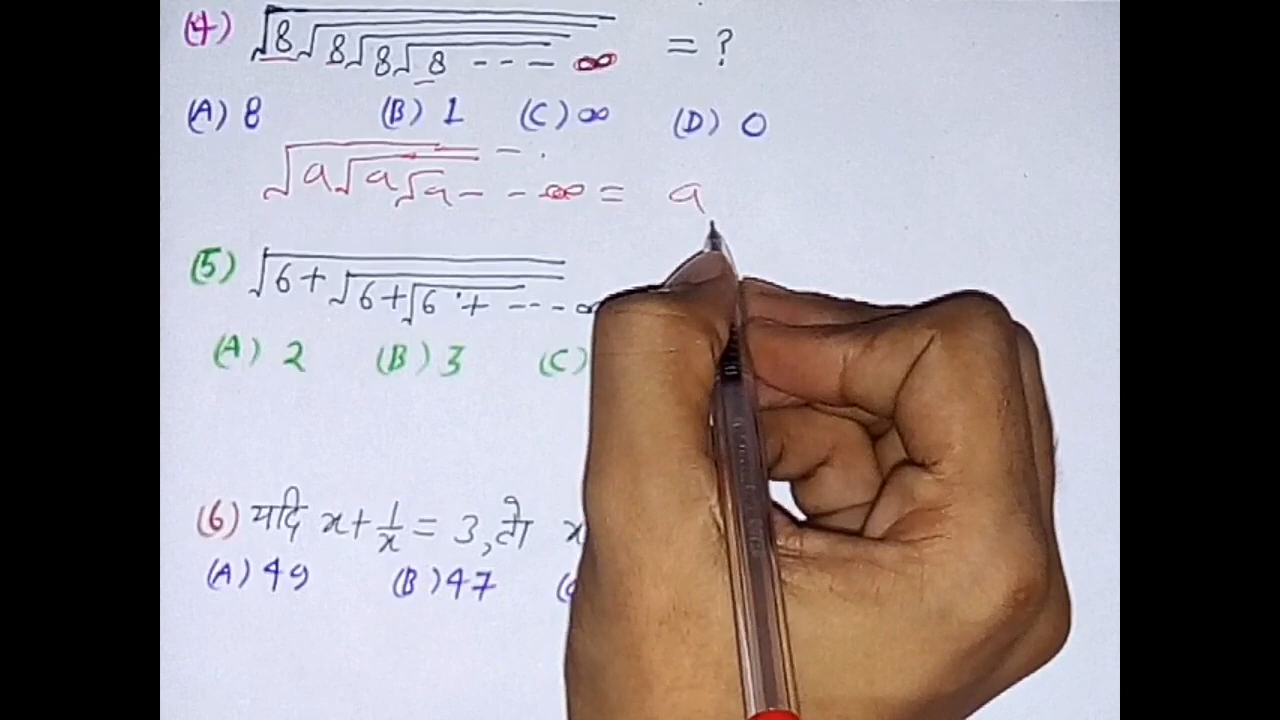 (4) √8√8√8√8 --- ∞ = ?
(A) 8 (B) 1 (C) ∞ (D) 0
√a√a√a - - ∞ = a
(5) √6+√6+√6+ --- ∞
(A) 2 (B) 3 (C)
(6) यदि x+1/x = 3, तो x
(A) 49 (B) 47 (C